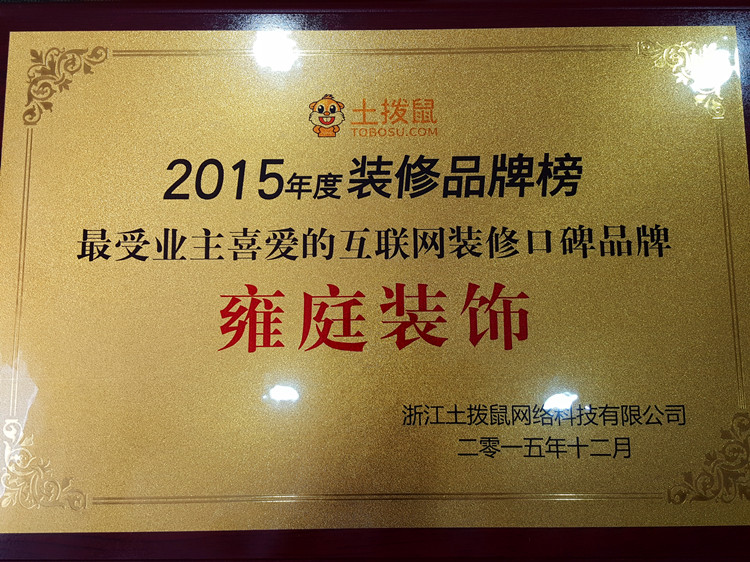 土拨鼠
TOBOSU.COM
2015年度装修品牌榜
最受业主喜爱的互联网装修口碑品牌
雍庭装饰
浙江土拨鼠网络科技有限公司
二零一五年十二月